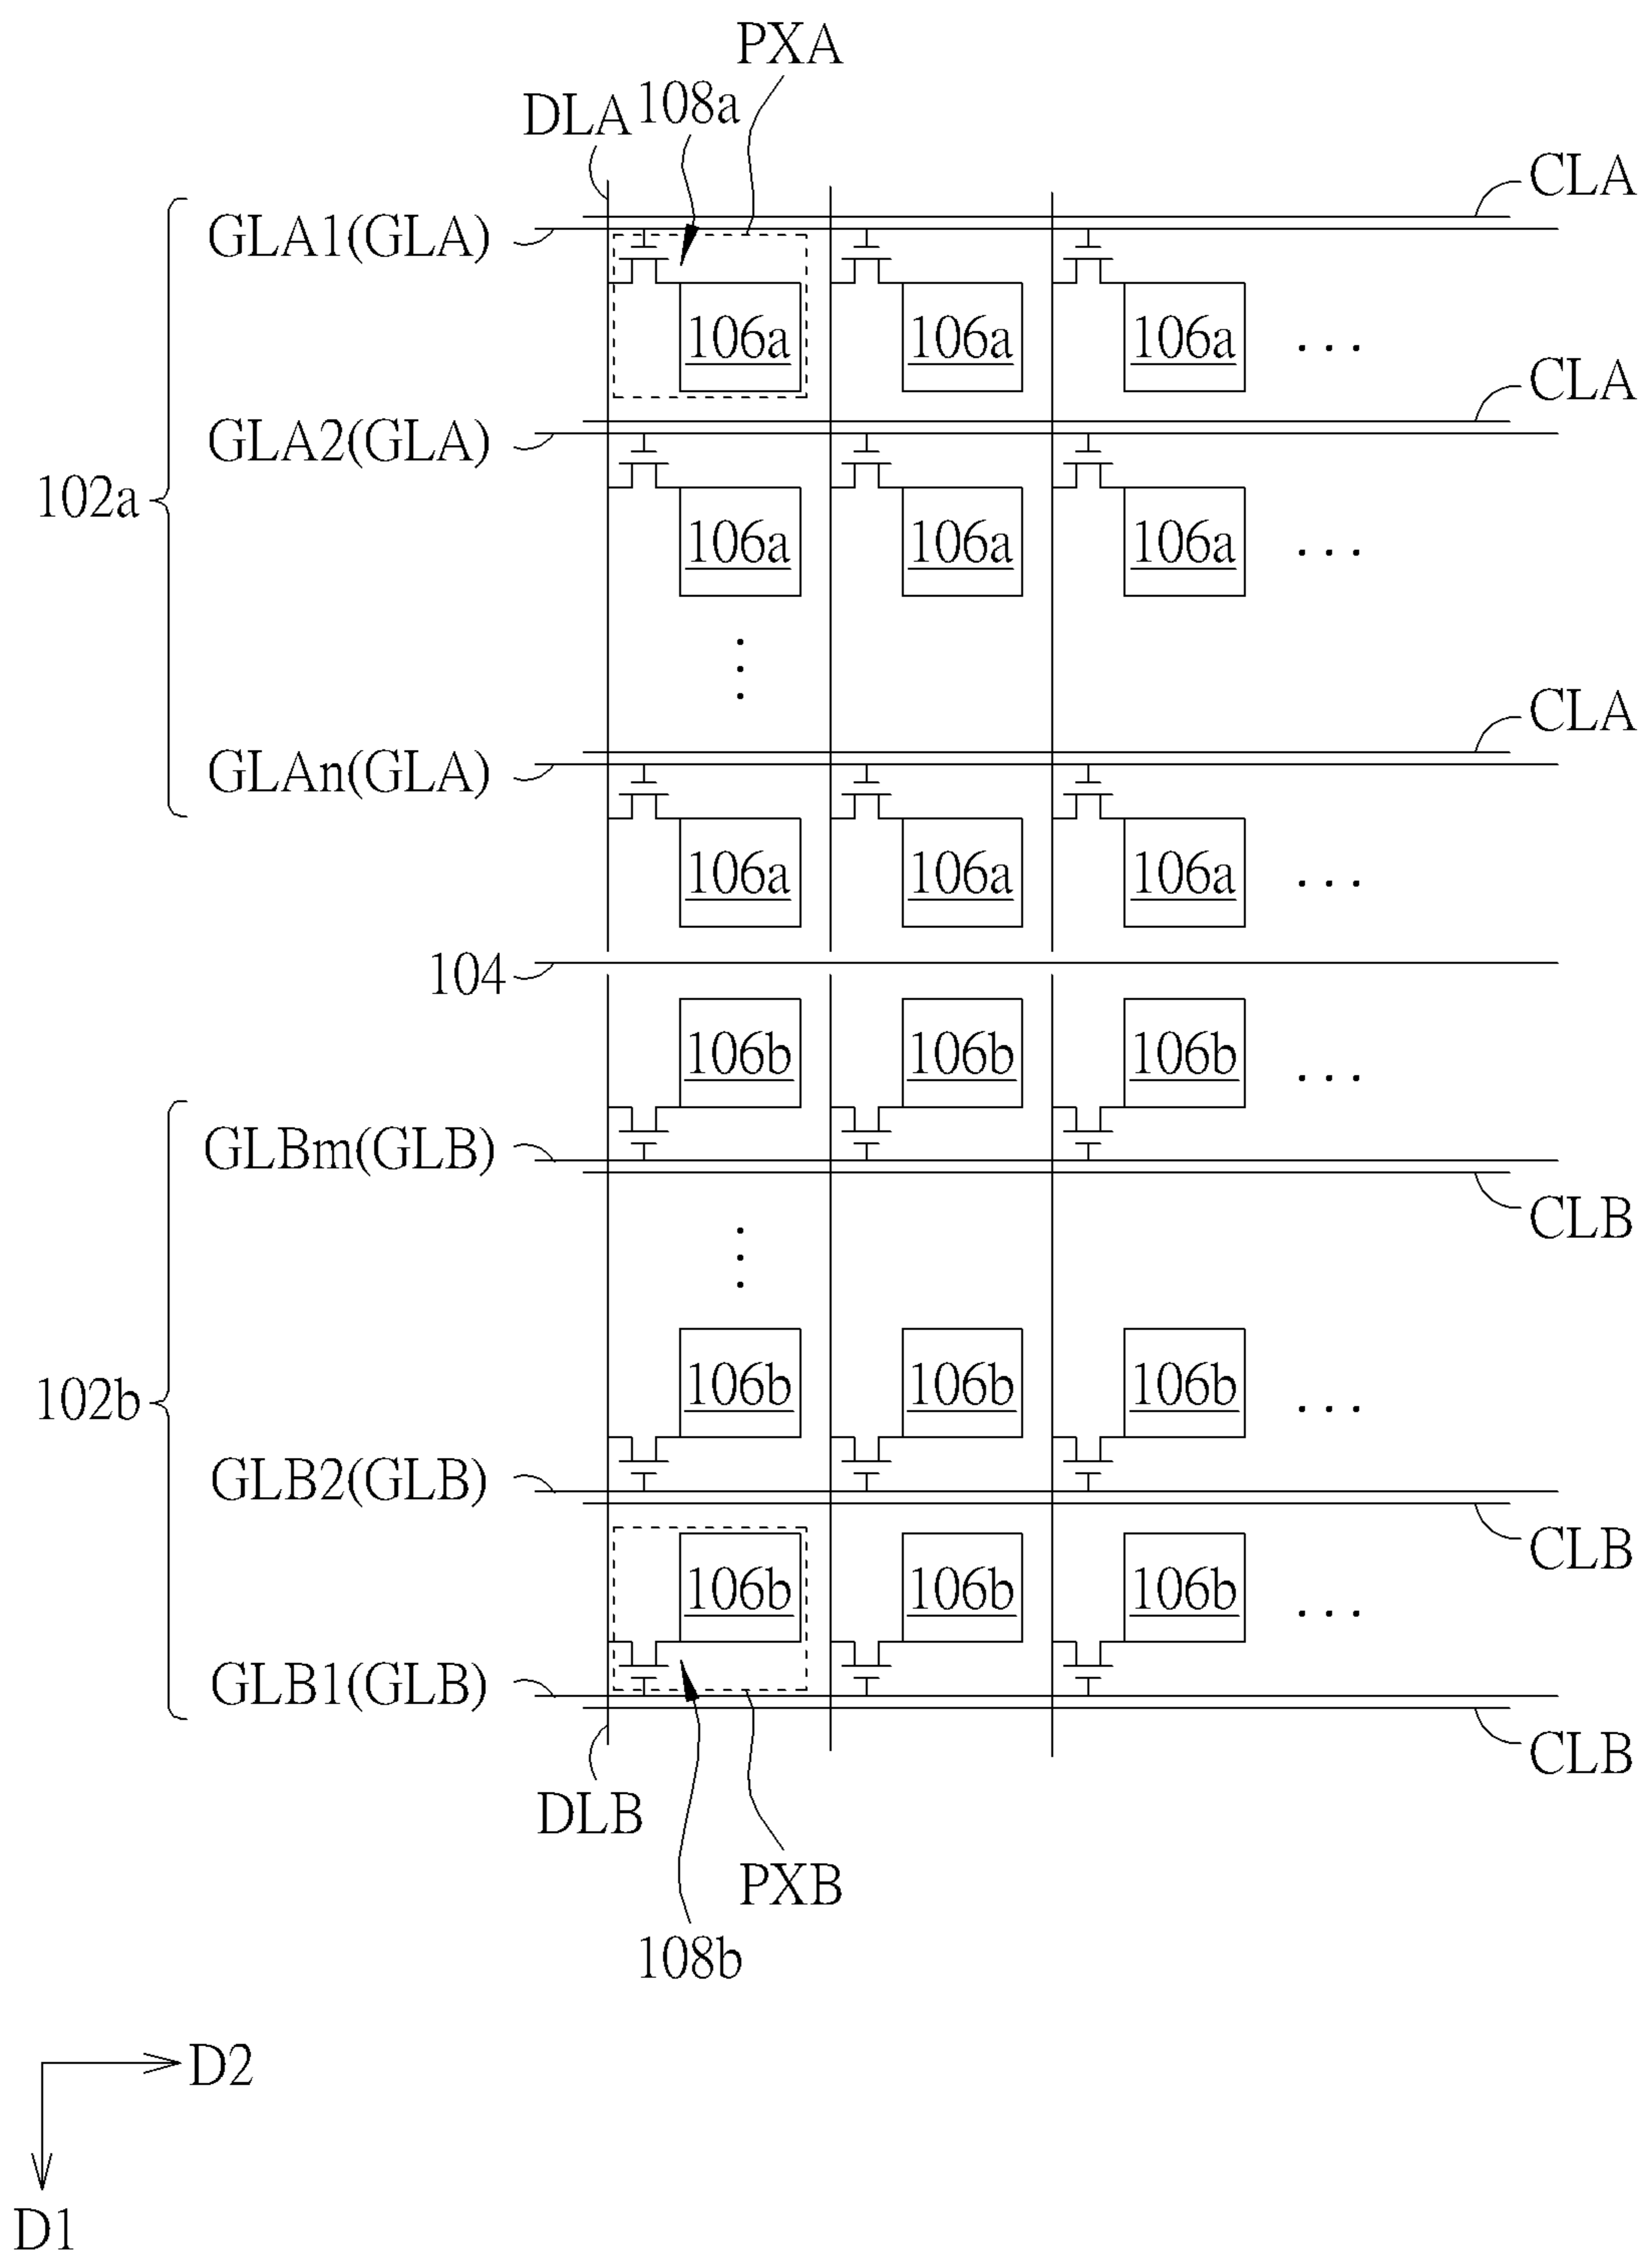 PXA
DLA 108a
CLA
GLA1(GLA)
106a 106a 106a ...
CLA
GLA2(GLA)
102a
106a 106a 106a ...
CLA
GLAn(GLA)
106a 106a 106a ...
104
106b 106b 106b ...
GLBm(GLB)
CLB
102b
106b 106b 106b ...
GLB2(GLB)
CLB
106b 106b 106b ...
GLB1(GLB)
CLB
DLB
PXB
108b
D2
D1